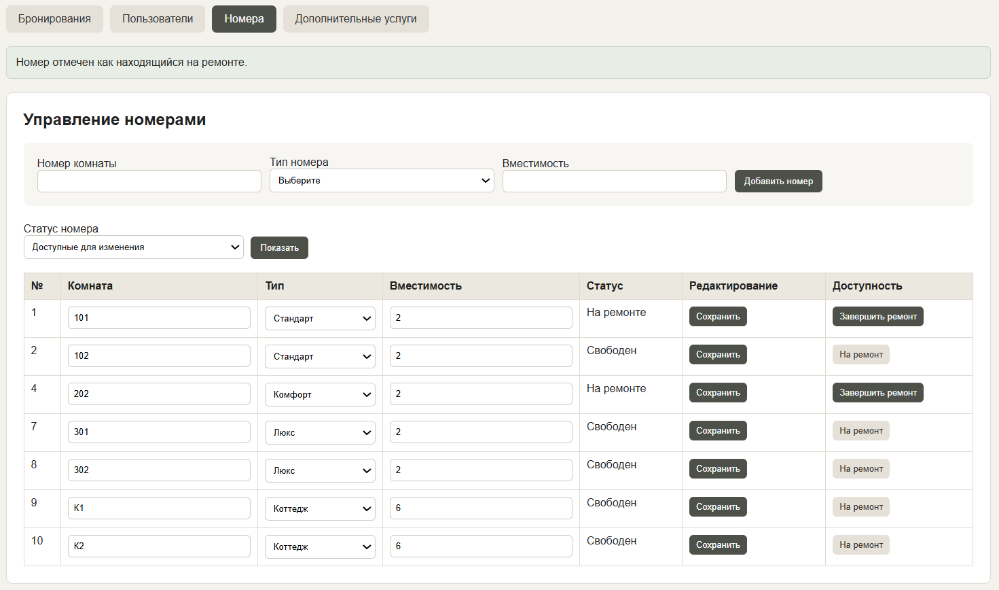 Бронирования Пользователи Номера Дополнительные услуги
Номер отмечен как находящийся на ремонте.
Управление номерами
Номер комнаты Тип номера Вместимость
Выберите Добавить номер
Статус номера
Доступные для изменения Показать
№ Комната Тип Вместимость Статус Редактирование Доступность
1 101 Стандарт 2 На ремонте Сохранить Завершить ремонт
2 102 Стандарт 2 Свободен Сохранить На ремонт
4 202 Комфорт 2 На ремонте Сохранить Завершить ремонт
7 301 Люкс 2 Свободен Сохранить На ремонт
8 302 Люкс 2 Свободен Сохранить На ремонт
9 К1 Коттедж 6 Свободен Сохранить На ремонт
10 К2 Коттедж 6 Свободен Сохранить На ремонт